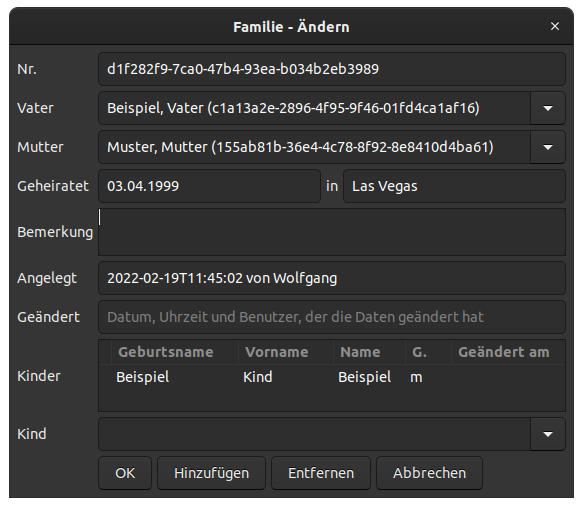 Familie - Ändern ×
Nr. d1f282f9-7ca0-47b4-93ea-b034b2eb3989
Vater Beispiel, Vater (c1a13a2e-2896-4f95-9f46-01fd4ca1af16)
Mutter Muster, Mutter (155ab81b-36e4-4c78-8f92-8e8410d4ba61)
Geheiratet 03.04.1999 in Las Vegas
Bemerkung
Angelegt 2022-02-19T11:45:02 von Wolfgang
Geändert Datum, Uhrzeit und Benutzer, der die Daten geändert hat
Geburtsname Vorname Name G. Geändert am
Kinder Beispiel Kind Beispiel m
Kind
OK Hinzufügen Entfernen Abbrechen